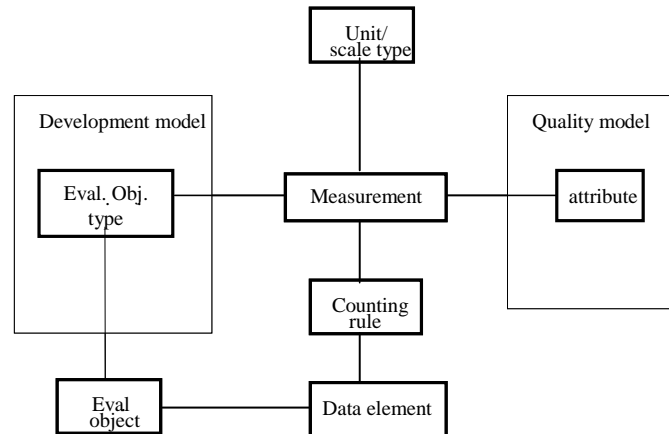 Unit/
scale type
Development model
Quality model
Eval. Obj.
type
Measurement
attribute
Counting
rule
Eval
object
Data element